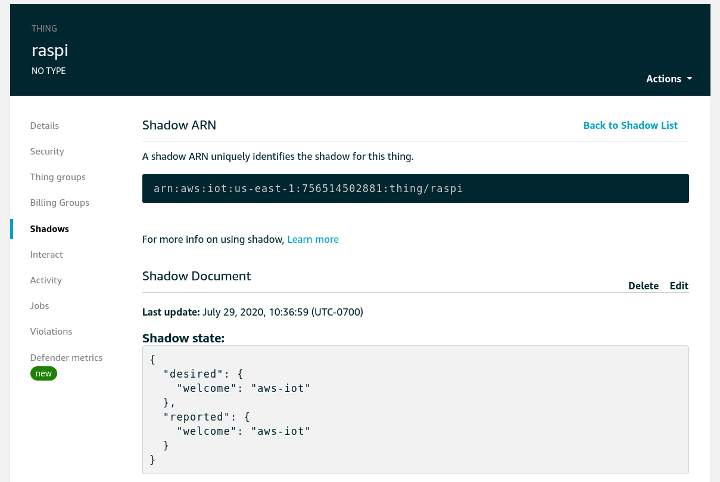 THING
raspi
NO TYPE
Actions
Details
Security
Thing groups
Billing Groups
Shadows
Interact
Activity
Jobs
Violations
Defender metrics
new
Shadow ARN
Back to Shadow List
A shadow ARN uniquely identifies the shadow for this thing.
arn:aws:iot:us-east-1:756514502881:thing/raspi
For more info on using shadow, Learn more
Shadow Document
Delete Edit
Last update: July 29, 2020, 10:36:59 (UTC-0700)
Shadow state:
{
  "desired": {
    "welcome": "aws-iot"
  },
  "reported": {
    "welcome": "aws-iot"
  }
}